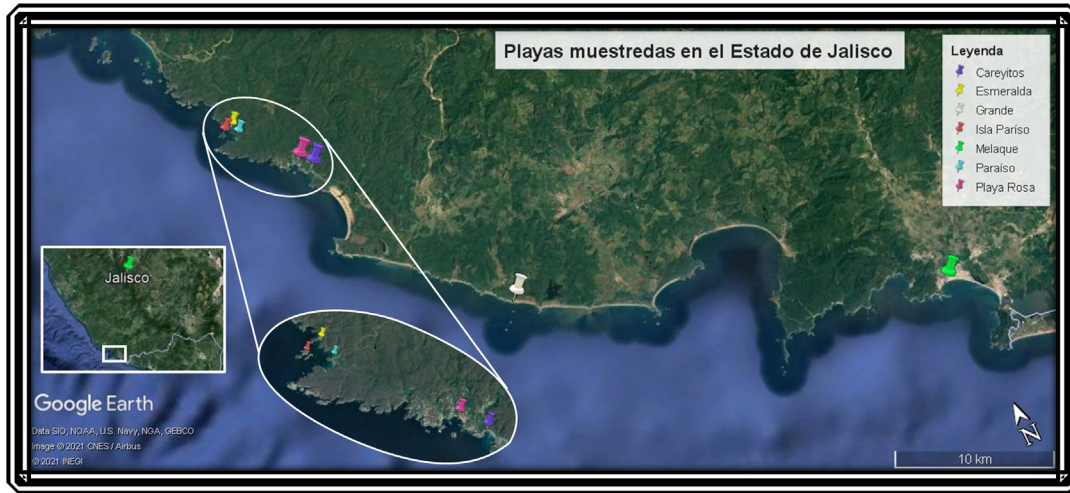 Playas muestredas en el Estado de Jalisco
Leyenda
Careyitos
Esmeralda
Grande
Isla Paríso
Melaque
Paraíso
Playa Rosa
Jalisco
Google Earth
Data SIO, NOAA, U.S. Navy, NGA, GEBCO
Image © 2021 CNES / Airbus
© 2021 INEGI
N
10 km